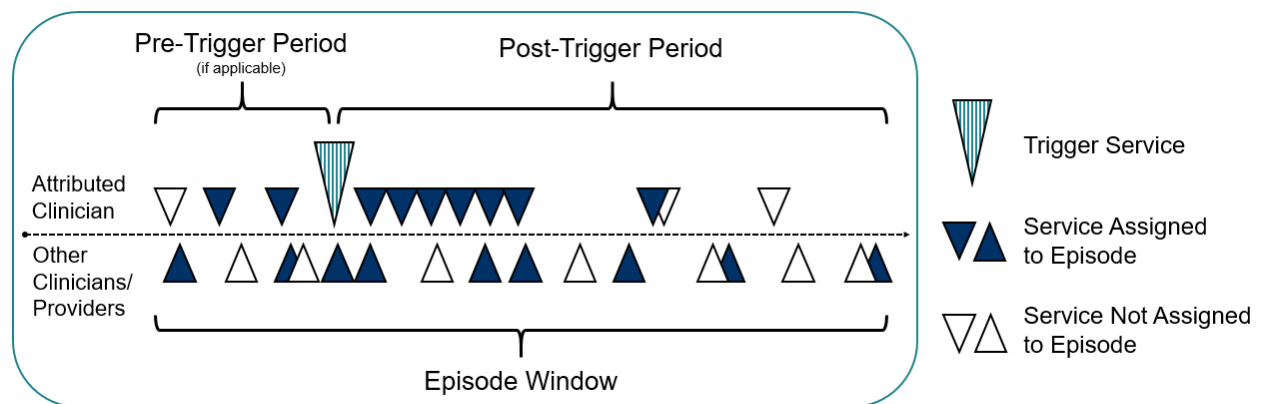 Pre-Trigger Period
(if applicable)
Post-Trigger Period
Attributed
Clinician
Other
Clinicians/
Providers
Episode Window
Trigger Service
Service Assigned
to Episode
Service Not Assigned
to Episode